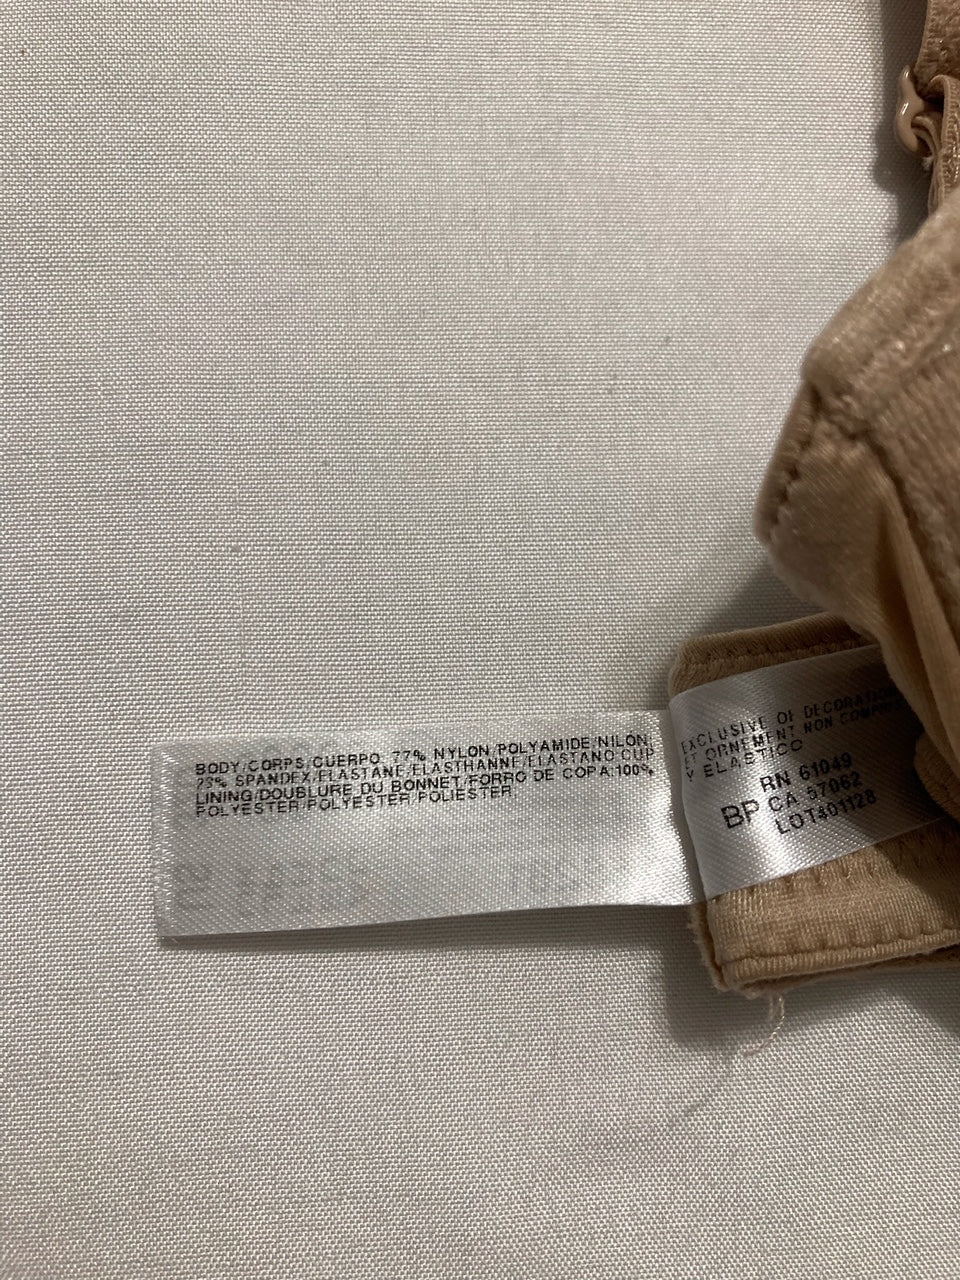 BODY/CORPS/CUERPO: 77% NYLON/POLYAMIDE/NILON
23% SPANDEX/ELASTANE/ELASTHANNE/ELASTANO CUP
LINING/DOUBLURE DU BONNET/FORRO DE COPA:100%
POLYESTER/POLYESTER/POLIESTER
EXCLUSIVE OF DECORATION
ET ORNEMENT NON COMPRIS
Y ELASTICO
RN 61049
BP CA 57062
LOT401128